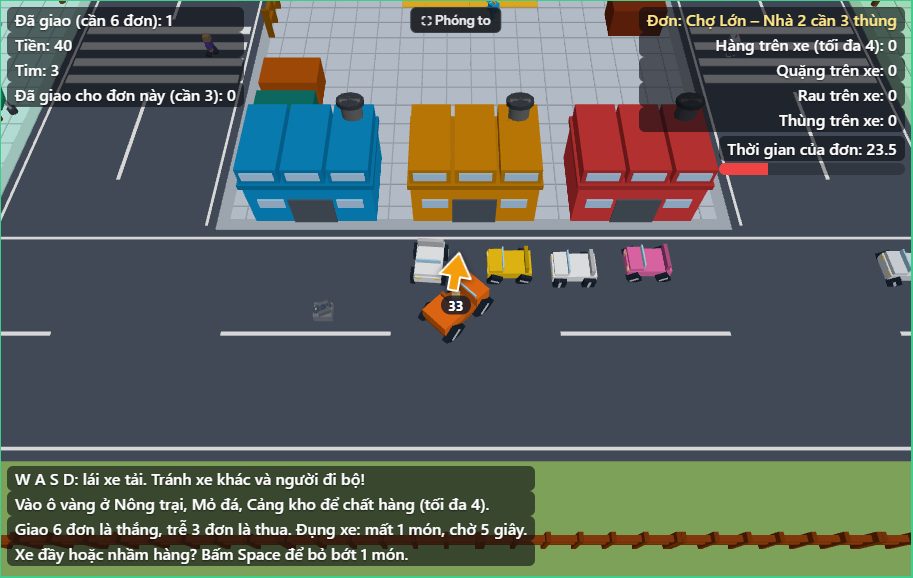 Đã giao (cần 6 đơn): 1
Tiền: 40
Tim: 3
Đã giao cho đơn này (cần 3): 0
Phóng to
Đơn: Chợ Lớn – Nhà 2 cần 3 thùng
Hàng trên xe (tối đa 4): 0
Quặng trên xe: 0
Rau trên xe: 0
Thùng trên xe: 0
Thời gian của đơn: 23.5
33
W A S D: lái xe tải. Tránh xe khác và người đi bộ!
Vào ô vàng ở Nông trại, Mỏ đá, Cảng kho để chất hàng (tối đa 4).
Giao 6 đơn là thắng, trễ 3 đơn là thua. Đụng xe: mất 1 món, chờ 5 giây.
Xe đầy hoặc nhầm hàng? Bấm Space để bỏ bớt 1 món.